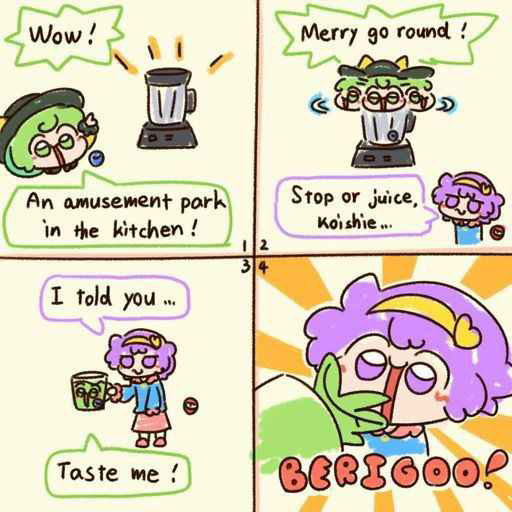 Wow!
An amusement park
in the kitchen!
1
Merry go round!
Stop or juice,
Koishie...
2
I told you...
Taste me!
3
4
BERIGOO!